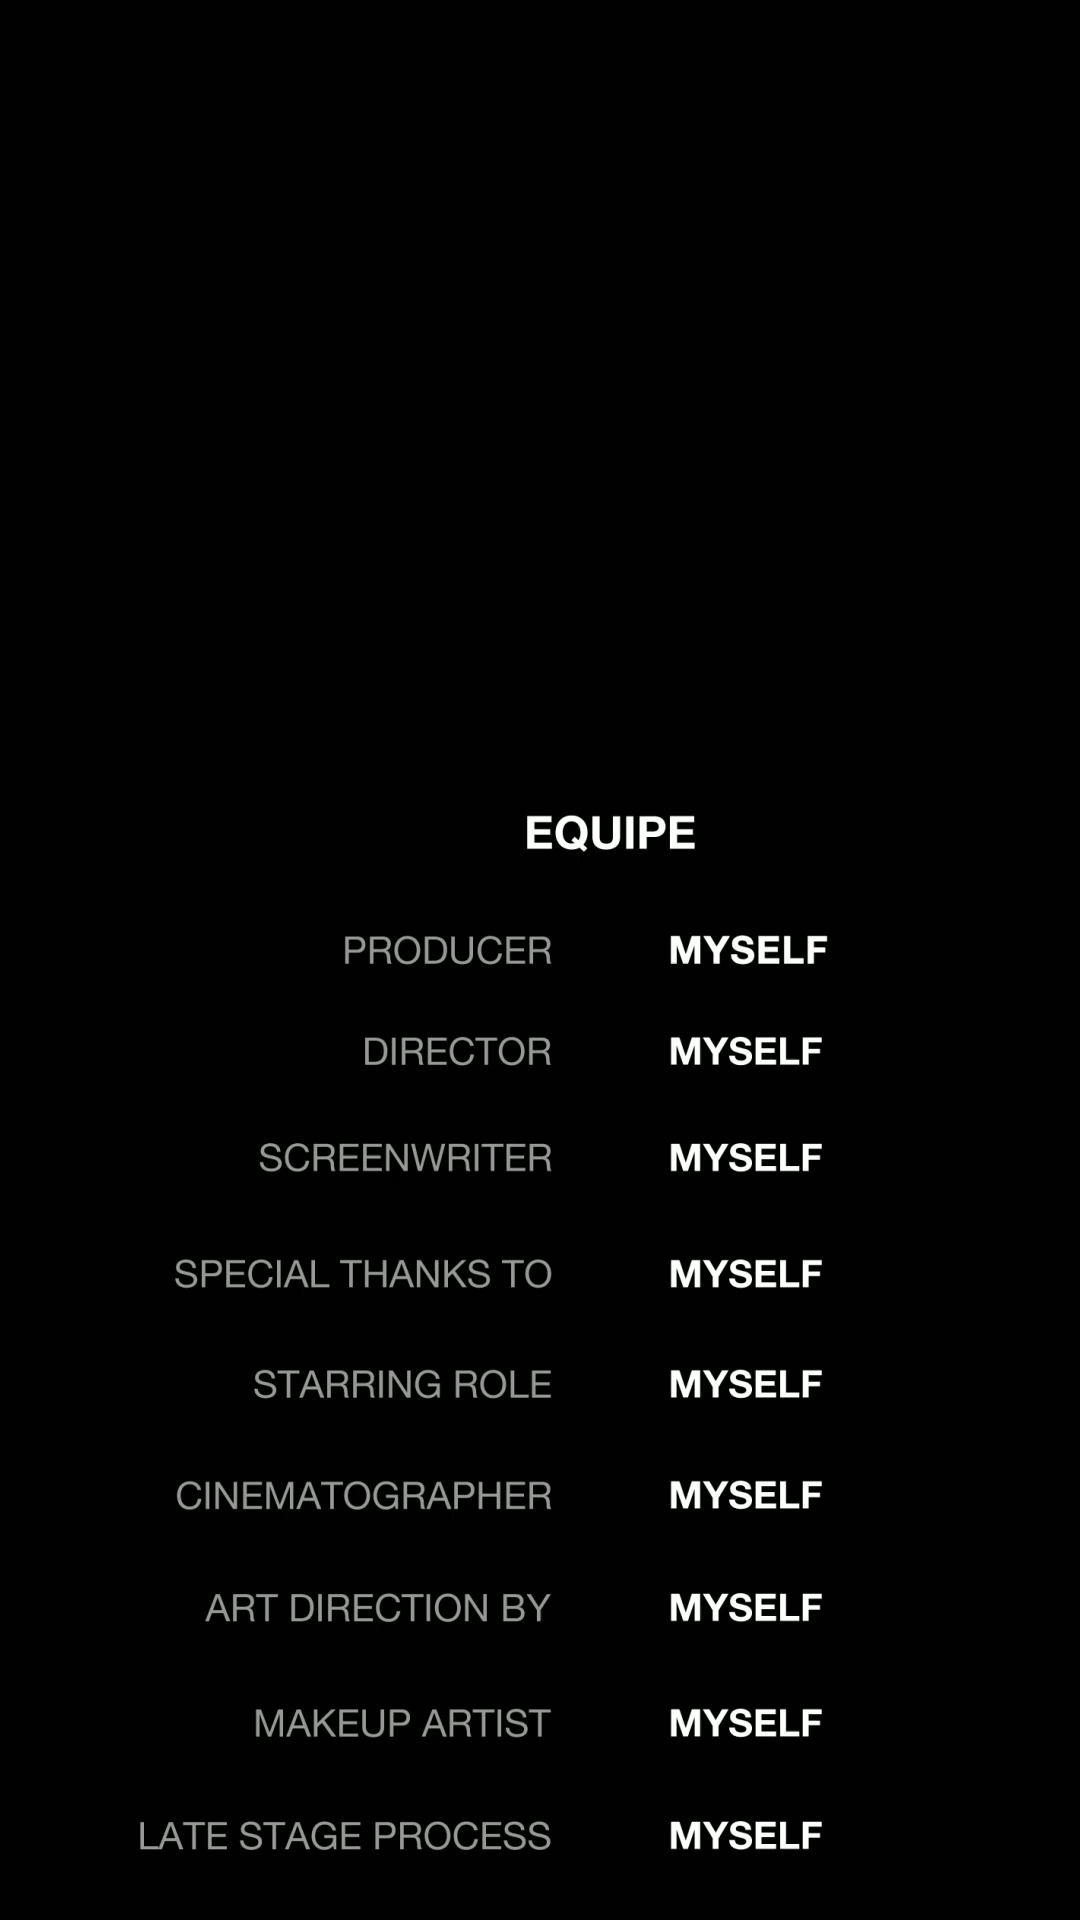 EQUIPE
PRODUCER MYSELF
DIRECTOR MYSELF
SCREENWRITER MYSELF
SPECIAL THANKS TO MYSELF
STARRING ROLE MYSELF
CINEMATOGRAPHER MYSELF
ART DIRECTION BY MYSELF
MAKEUP ARTIST MYSELF
LATE STAGE PROCESS MYSELF